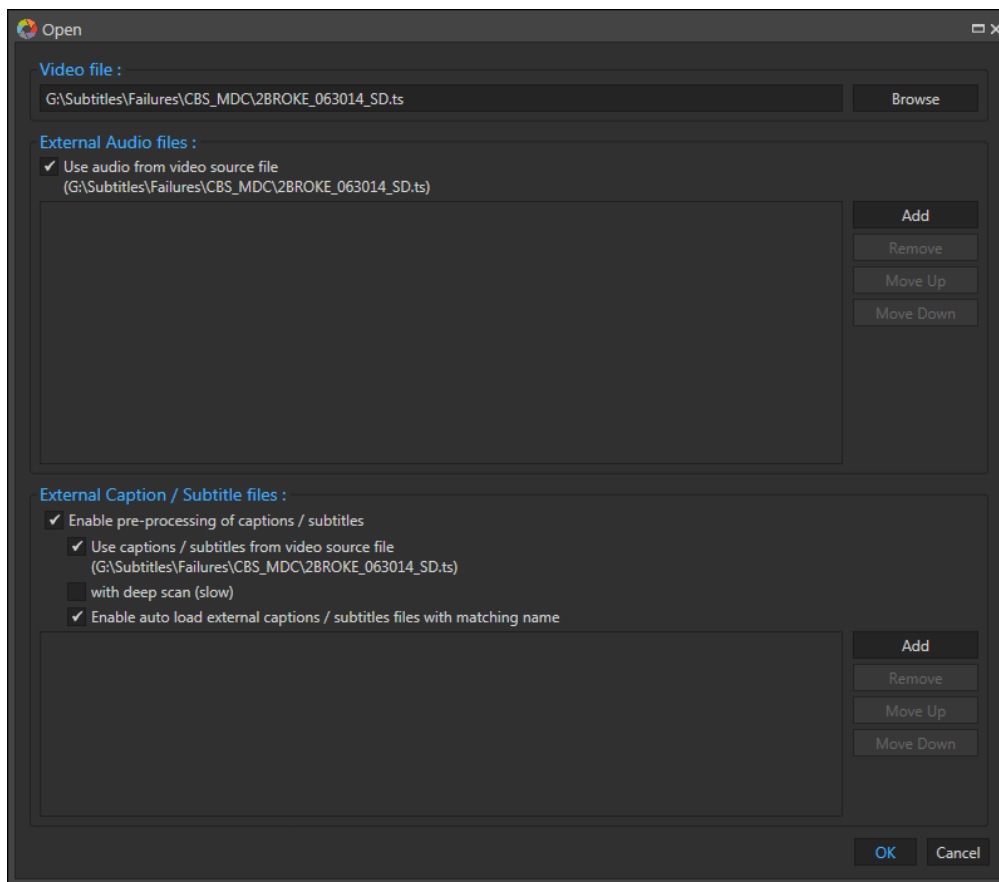 Open
Video file :
G:\Subtitles\Failures\CBS_MDC\2BROKE_063014_SD.ts
Browse
External Audio files :
Use audio from video source file
(G:\Subtitles\Failures\CBS_MDC\2BROKE_063014_SD.ts)
Add
Remove
Move Up
Move Down
External Caption / Subtitle files :
Enable pre-processing of captions / subtitles
Use captions / subtitles from video source file
(G:\Subtitles\Failures\CBS_MDC\2BROKE_063014_SD.ts)
with deep scan (slow)
Enable auto load external captions / subtitles files with matching name
Add
Remove
Move Up
Move Down
OK
Cancel